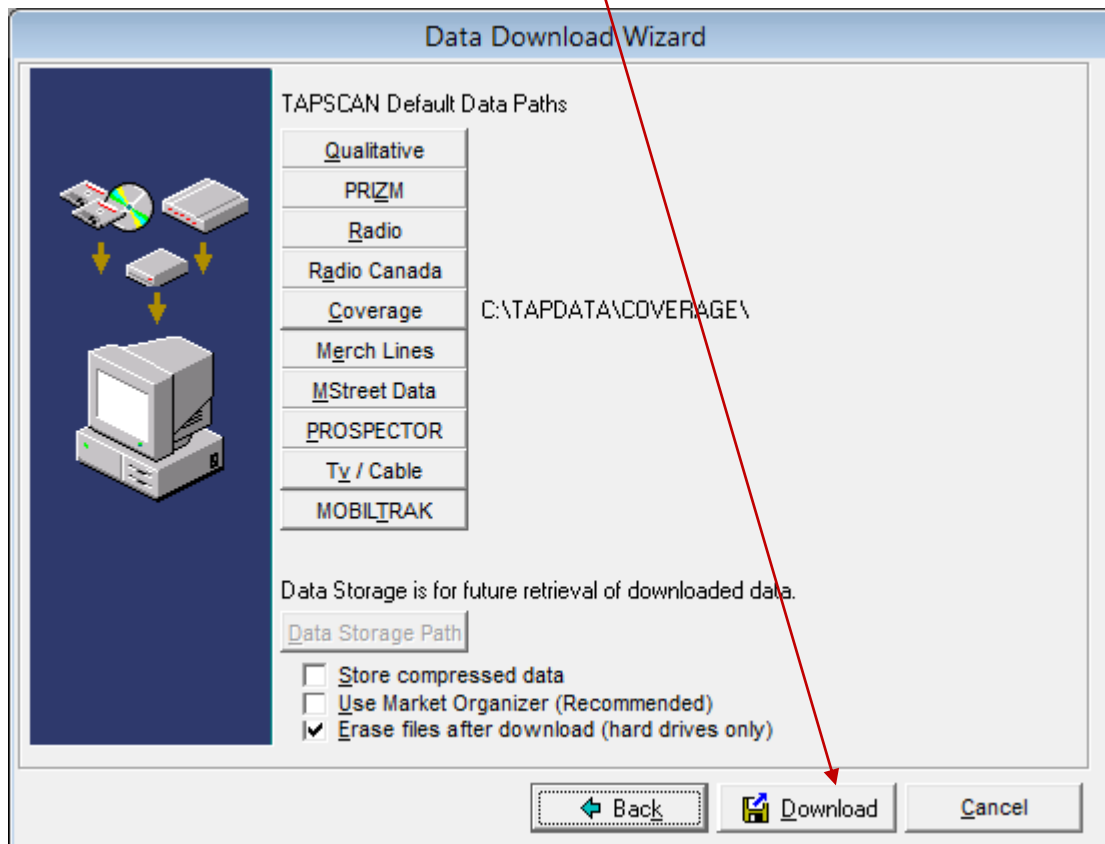 Data Download Wizard
TAPSCAN Default Data Paths
Qualitative
PRIZM
Radio
Radio Canada
Coverage C:\TAPDATA\COVERAGE\
Merch Lines
MStreet Data
PROSPECTOR
Tv / Cable
MOBILTRAK
Data Storage is for future retrieval of downloaded data.
Data Storage Path
Store compressed data
Use Market Organizer (Recommended)
Erase files after download (hard drives only)
Back Download Cancel